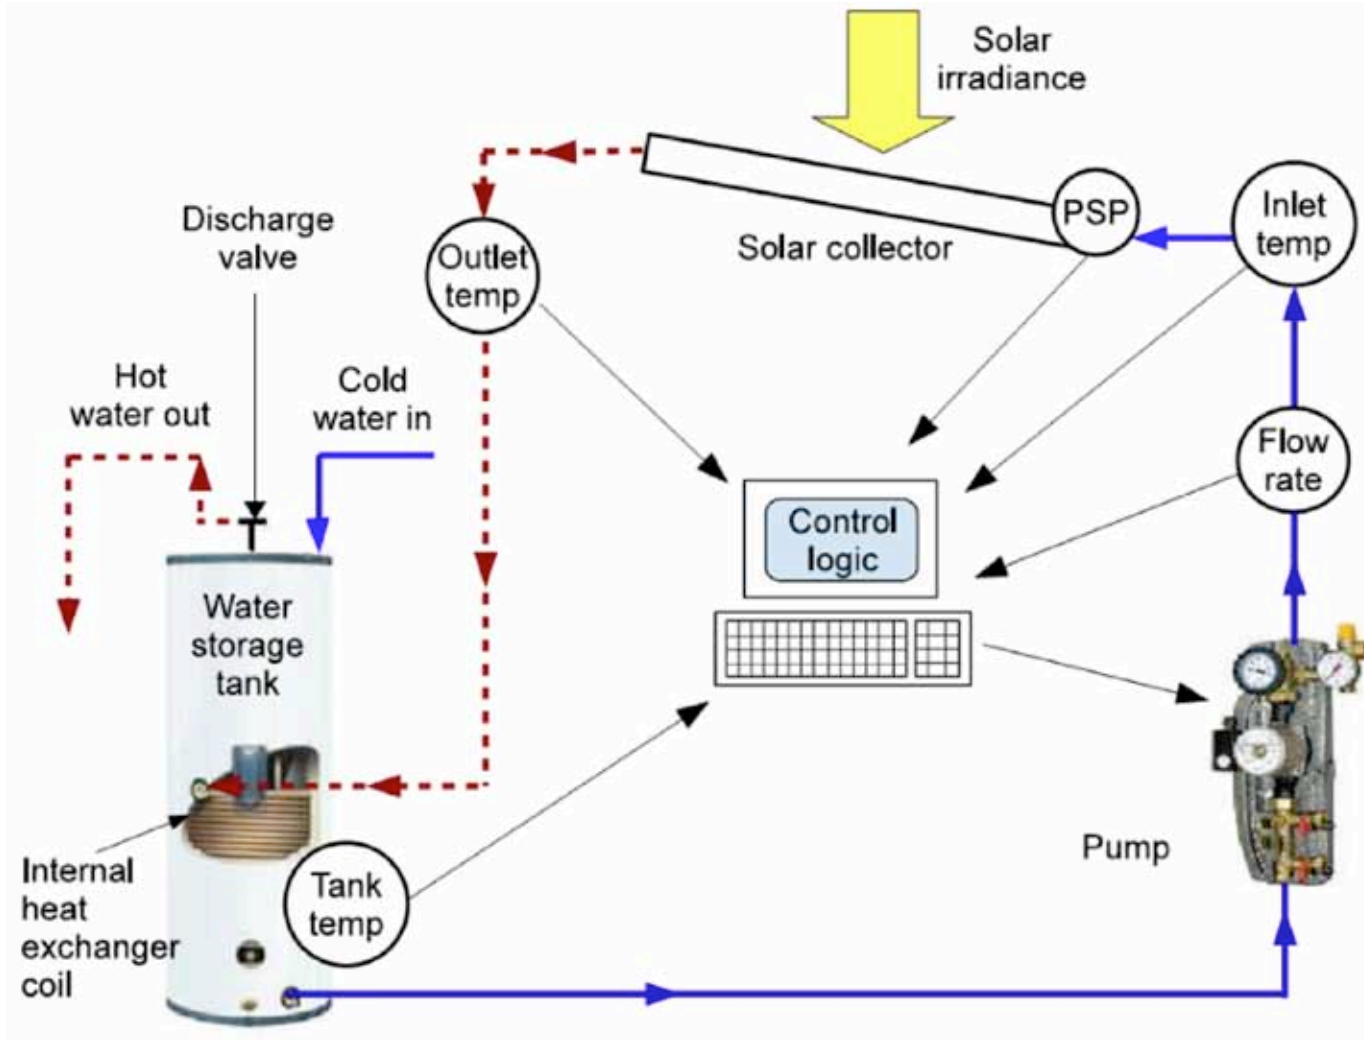 Solar
irradiance
PSP
Inlet
temp
Solar collector
Discharge
valve
Outlet
temp
Hot
water out
Cold
water in
Flow
rate
Control
logic
Water
storage
tank
Pump
Internal
heat
exchanger
coil
Tank
temp